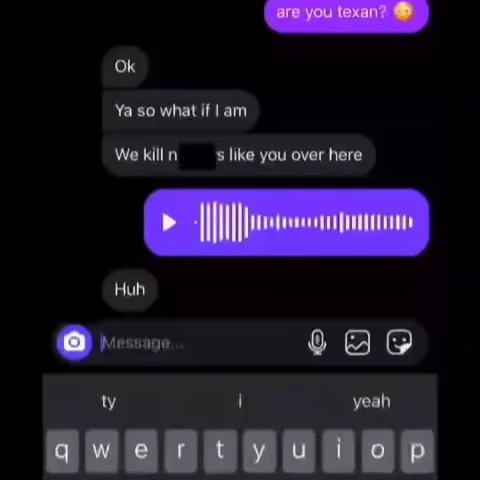 are you texan? 😳
Ok
Ya so what if I am
We kill n s like you over here
Huh
Message...
ty i yeah
q w e r t y u i o p